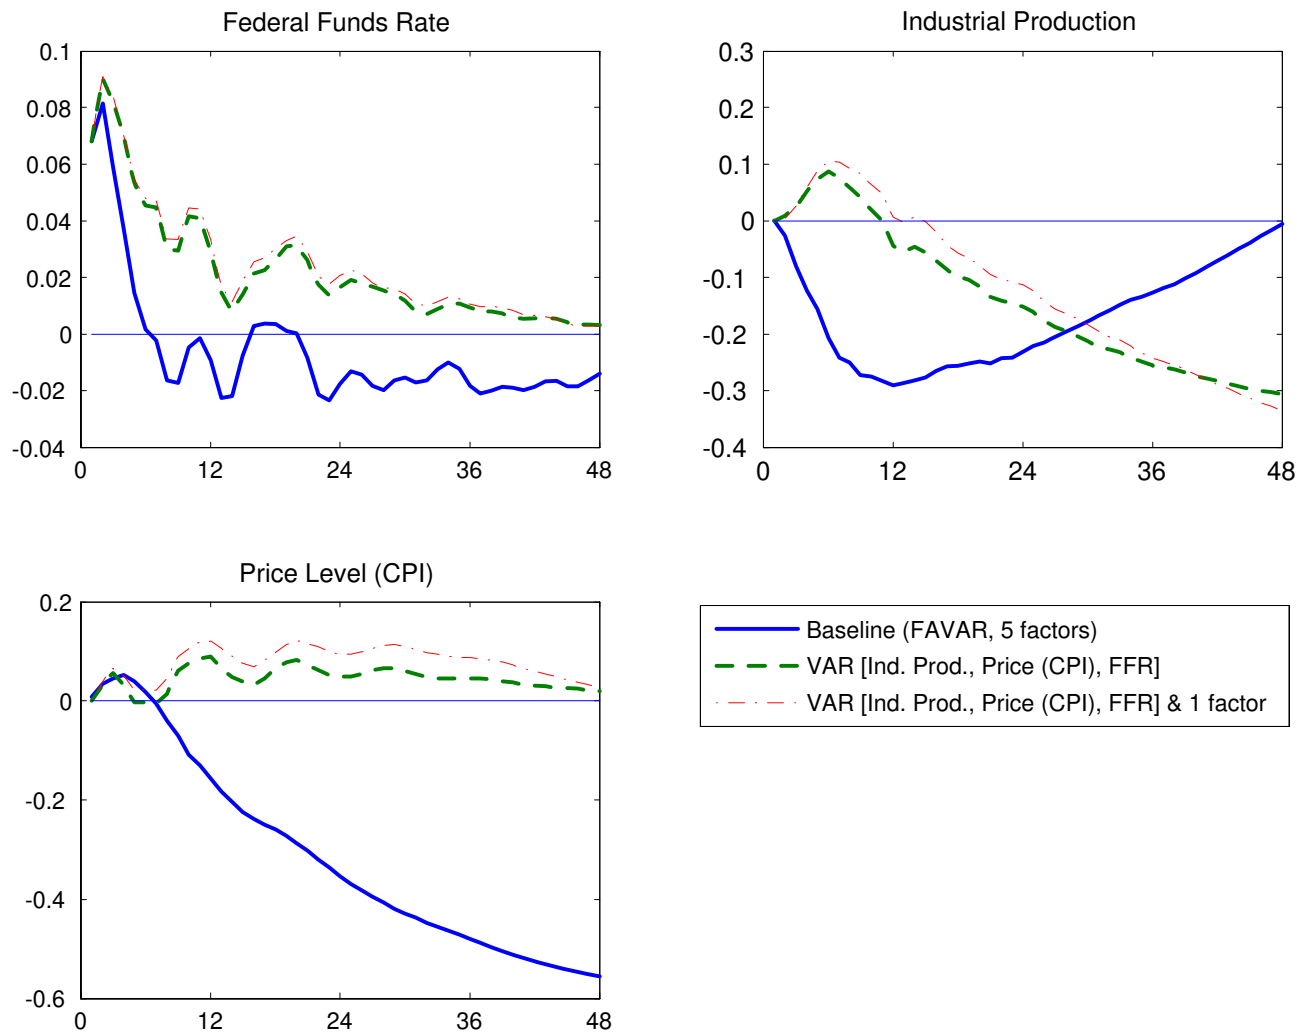 Federal Funds Rate
0.1
0.08
0.06
0.04
0.02
0
-0.02
-0.04
0 12 24 36 48
Industrial Production
0.3
0.2
0.1
0
-0.1
-0.2
-0.3
-0.4
0 12 24 36 48
Price Level (CPI)
0.2
0
-0.2
-0.4
-0.6
0 12 24 36 48
Baseline (FAVAR, 5 factors)
VAR [Ind. Prod., Price (CPI), FFR]
VAR [Ind. Prod., Price (CPI), FFR] & 1 factor